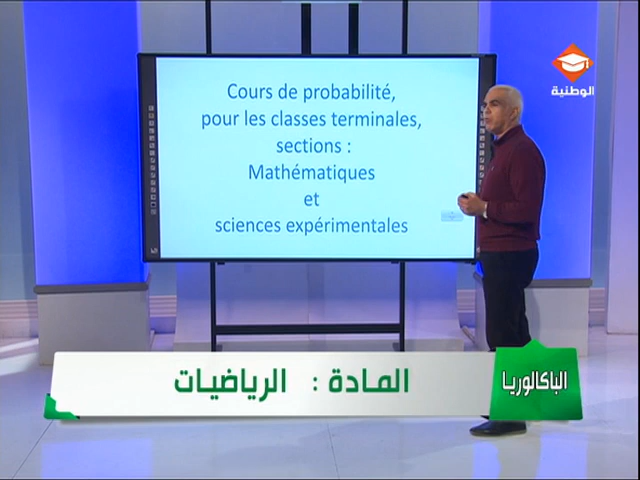 الوطنية
Cours de probabilité,
pour les classes terminales,
sections :
Mathématiques
et
sciences expérimentales
الباكالوريا
المادة : الرياضيات